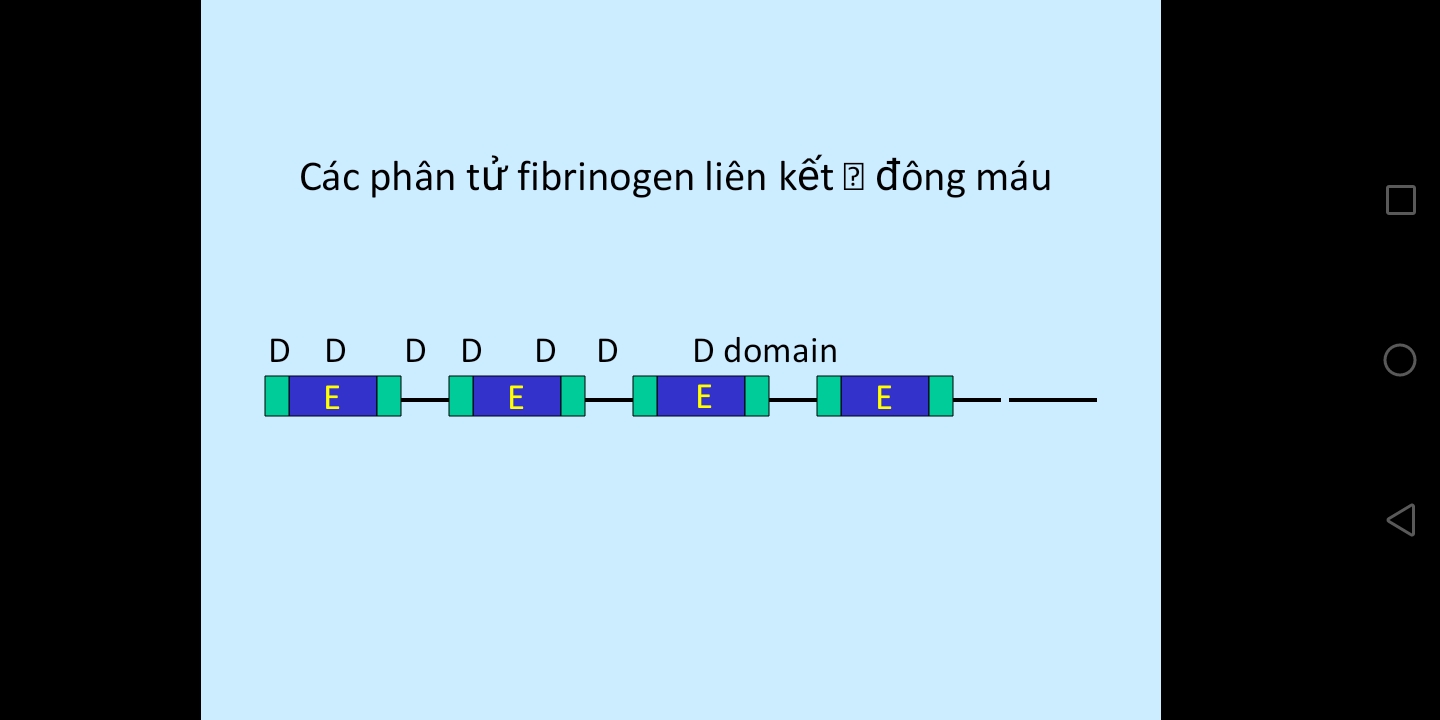 Các phân tử fibrinogen liên kết  đông máu
D D D D D D D domain
E E E E